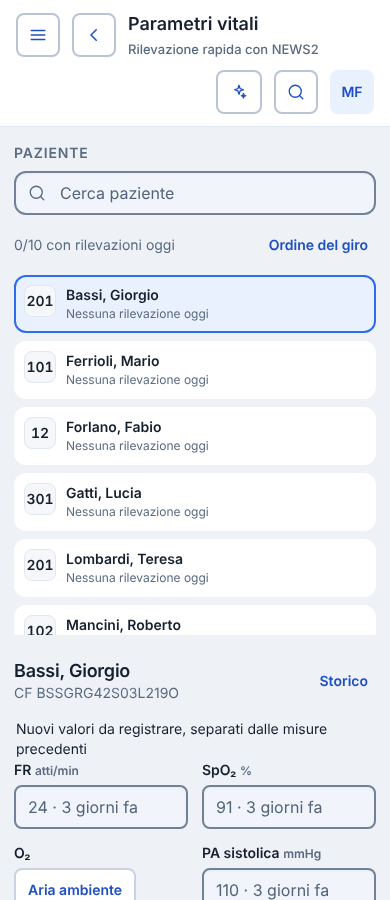 Parametri vitali
Rilevazione rapida con NEWS2
MF
PAZIENTE
Cerca paziente
0/10 con rilevazioni oggi
Ordine del giro
201
Bassi, Giorgio
Nessuna rilevazione oggi
101
Ferrioli, Mario
Nessuna rilevazione oggi
12
Forlano, Fabio
Nessuna rilevazione oggi
301
Gatti, Lucia
Nessuna rilevazione oggi
201
Lombardi, Teresa
Nessuna rilevazione oggi
102
Mancini, Roberto
Bassi, Giorgio
CF BSSGRG42S03L219O
Storico
Nuovi valori da registrare, separati dalle misure
precedenti
FR atti/min
24 · 3 giorni fa
SpO₂ %
91 · 3 giorni fa
O₂
Aria ambiente
PA sistolica mmHg
110 · 3 giorni fa